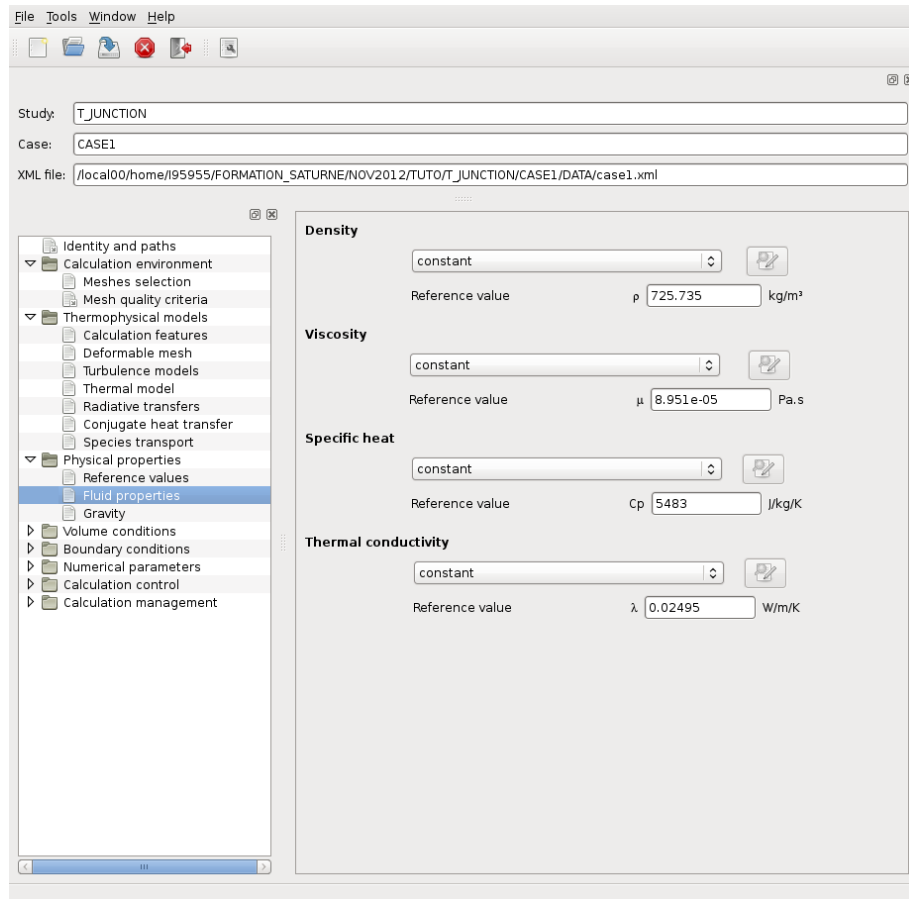 File Tools Window Help
Study: T_JUNCTION
Case: CASE1
XML file: /local00/home/I95955/FORMATION_SATURNE/NOV2012/TUTO/T_JUNCTION/CASE1/DATA/case1.xml
Identity and paths
Calculation environment
Meshes selection
Mesh quality criteria
Thermophysical models
Calculation features
Deformable mesh
Turbulence models
Thermal model
Radiative transfers
Conjugate heat transfer
Species transport
Physical properties
Reference values
Fluid properties
Gravity
Volume conditions
Boundary conditions
Numerical parameters
Calculation control
Calculation management
Density
constant
Reference value ρ 725.735 kg/m³
Viscosity
constant
Reference value μ 8.951e-05 Pa.s
Specific heat
constant
Reference value Cp 5483 J/kg/K
Thermal conductivity
constant
Reference value λ 0.02495 W/m/K